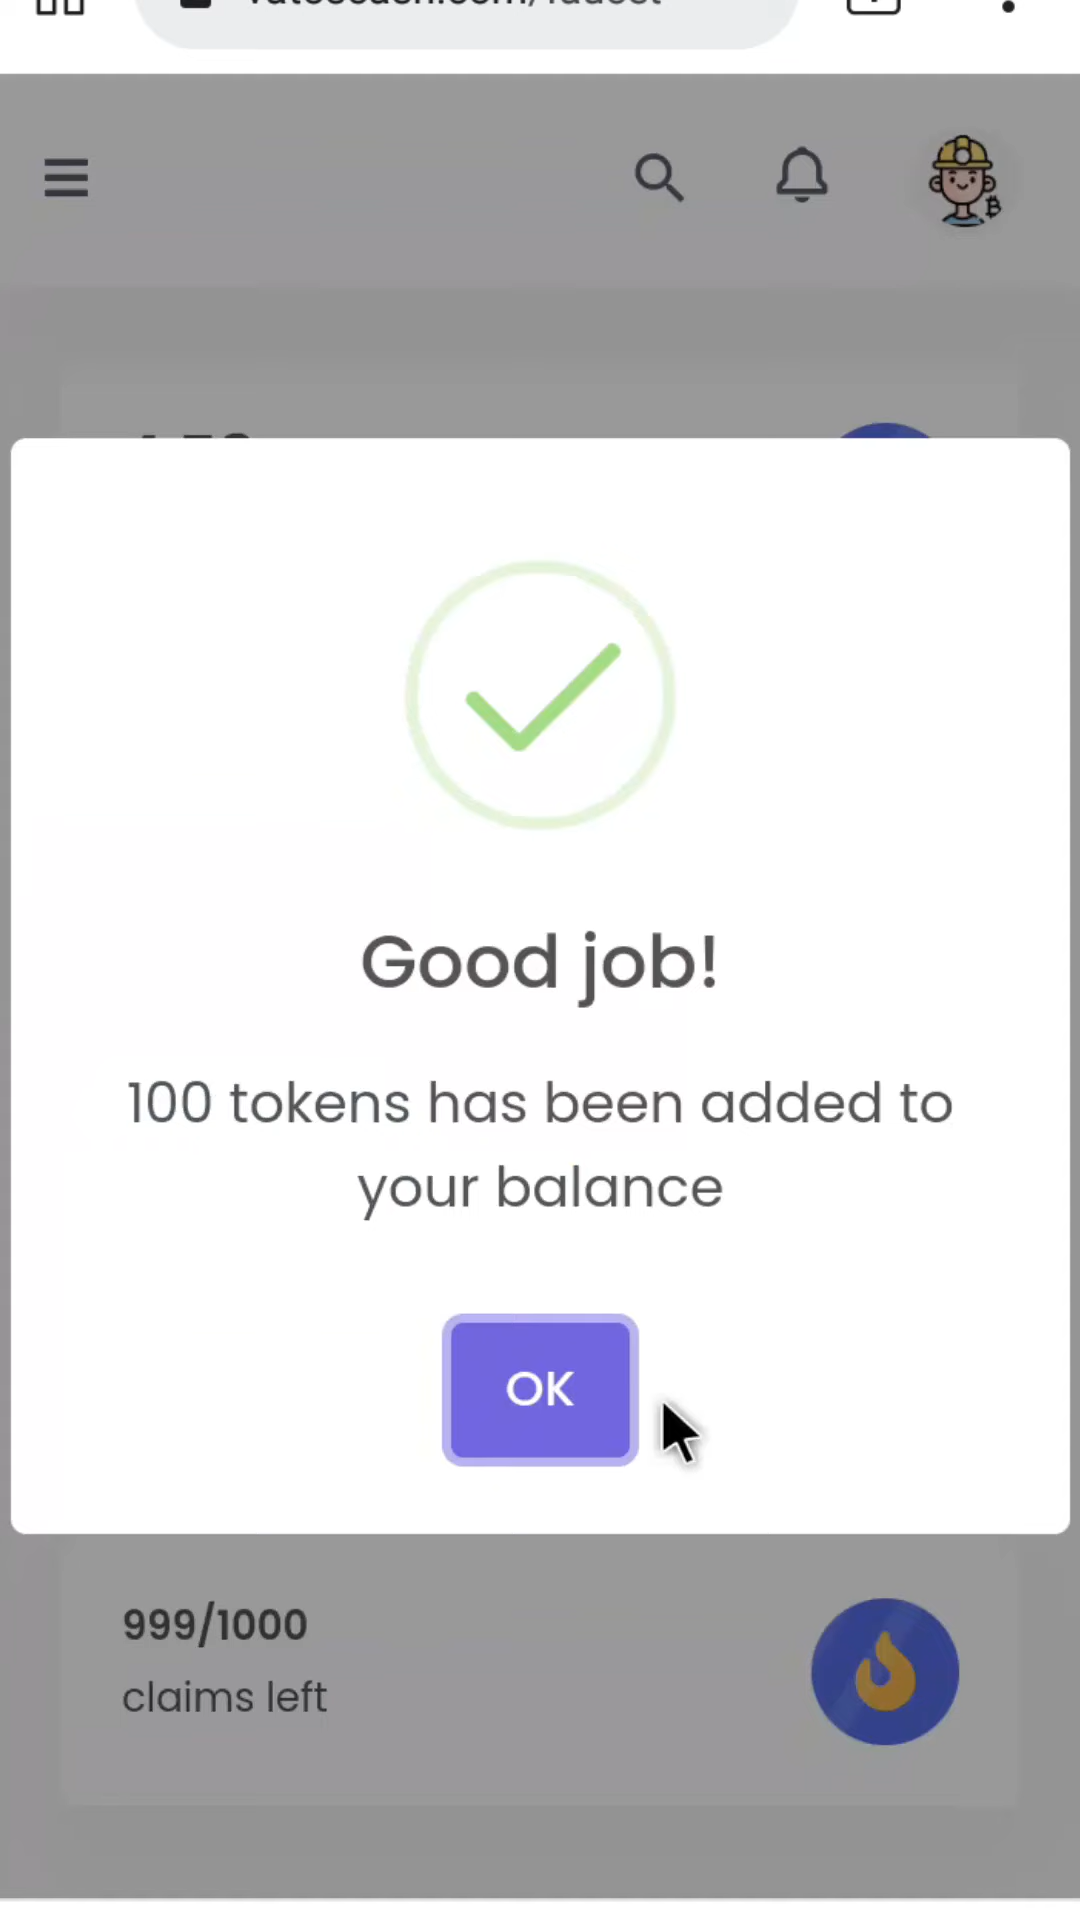 Good job!
100 tokens has been added to
your balance
OK
999/1000
claims left